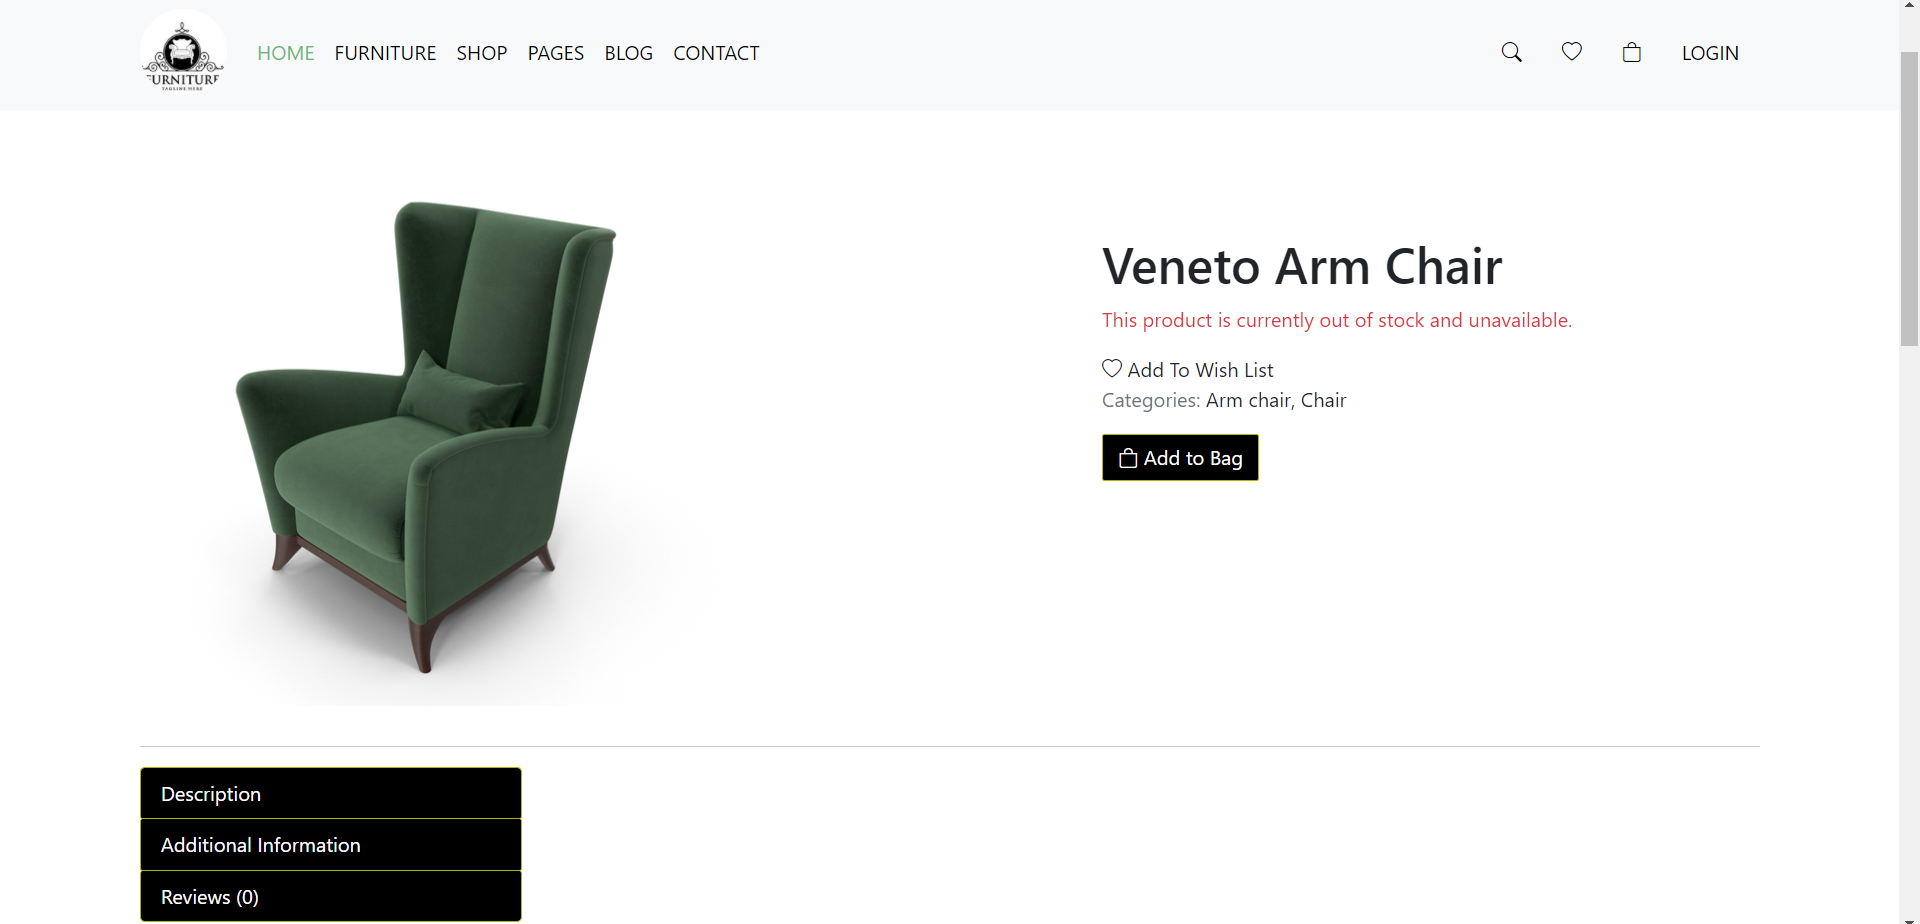 URNITUR
TAGLINE HERE
HOME FURNITURE SHOP PAGES BLOG CONTACT LOGIN
Veneto Arm Chair
This product is currently out of stock and unavailable.
Add To Wish List
Categories: Arm chair, Chair
Add to Bag
Description
Additional Information
Reviews (0)